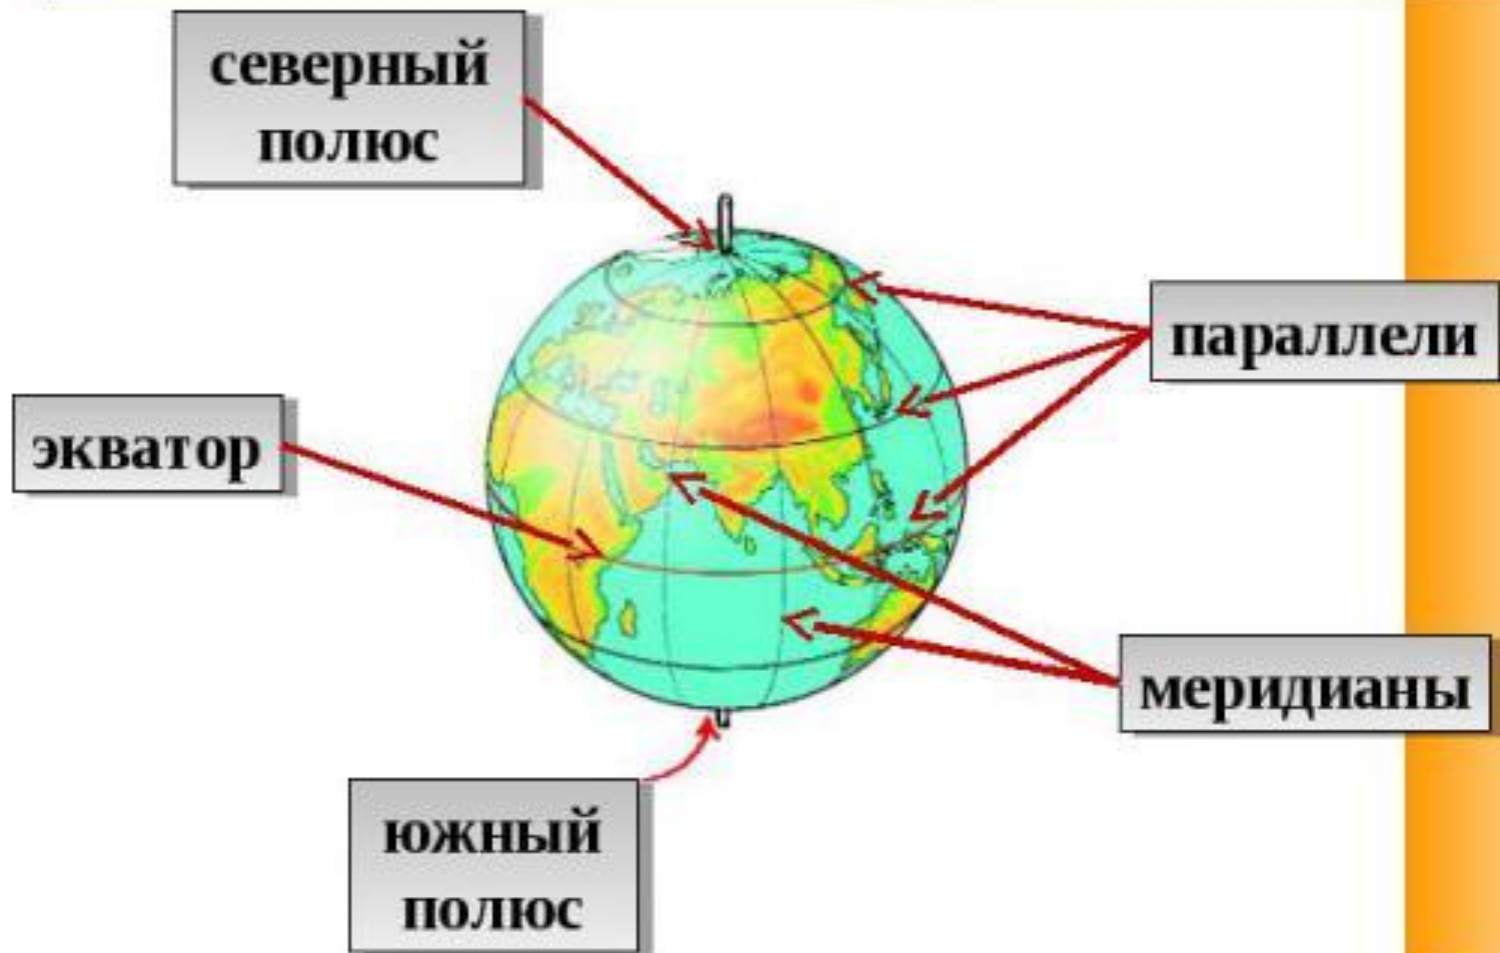 северный
полюс
параллели
экватор
меридианы
южный
полюс